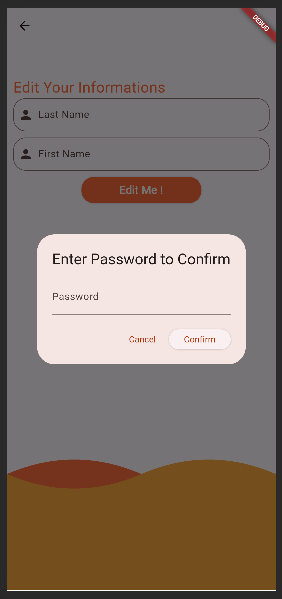 DEBUG
Edit Your Informations
Last Name
First Name
Edit Me !
Enter Password to Confirm
Password
Cancel
Confirm